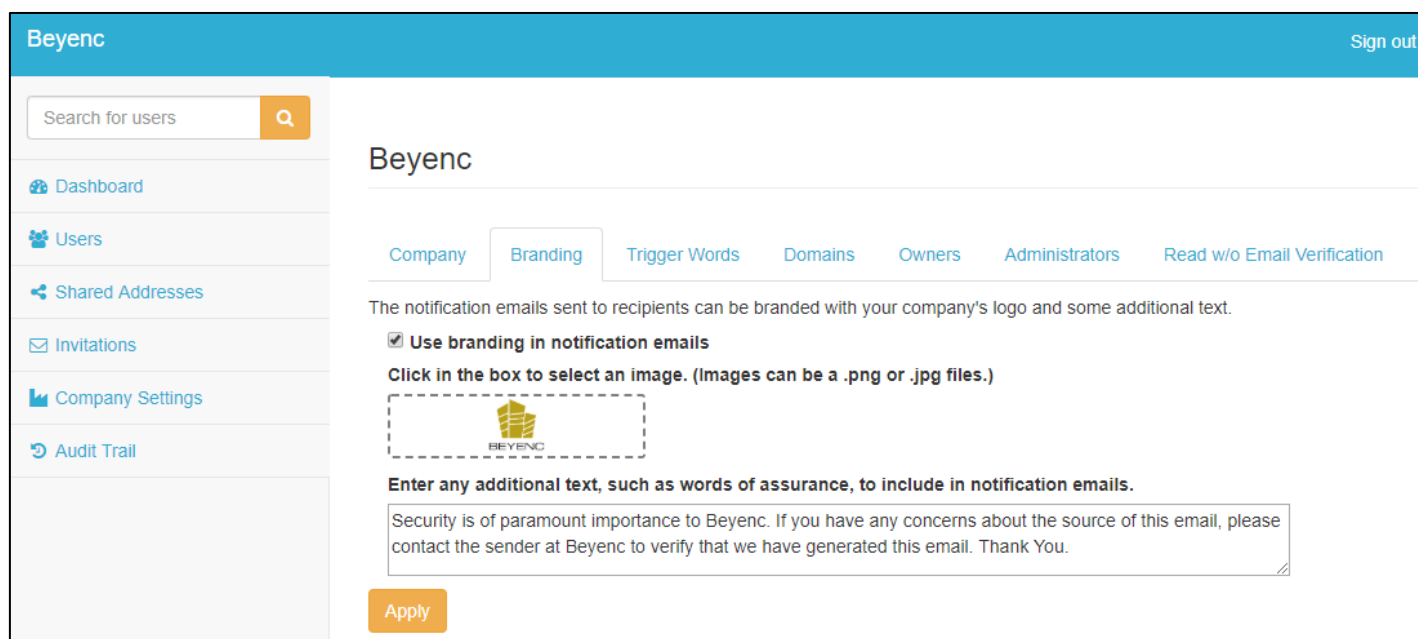 Beyenc
Sign out
Search for users
Dashboard
Users
Shared Addresses
Invitations
Company Settings
Audit Trail
Beyenc
Company Branding Trigger Words Domains Owners Administrators Read w/o Email Verification
The notification emails sent to recipients can be branded with your company's logo and some additional text.
Use branding in notification emails
Click in the box to select an image. (Images can be a .png or .jpg files.)
BEYENC
Enter any additional text, such as words of assurance, to include in notification emails.
Security is of paramount importance to Beyenc. If you have any concerns about the source of this email, please
contact the sender at Beyenc to verify that we have generated this email. Thank You.
Apply